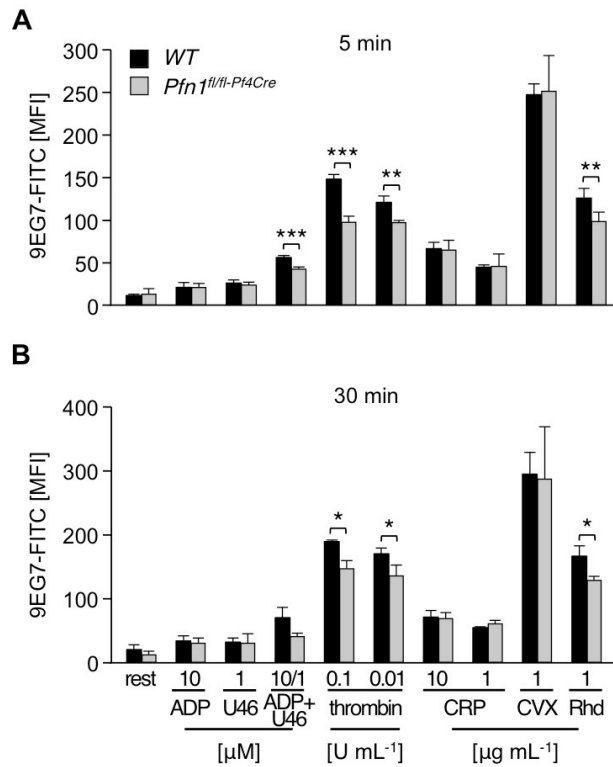 A
5 min
WT
Pfn1fl/fl-Pf4Cre
9EG7-FITC [MFI]
300
250
200
150
100
50
0
*** *** ** **
B
30 min
9EG7-FITC [MFI]
400
300
200
100
0
* * *
rest 10 1 10/1 0.1 0.01 10 1 1 1
ADP U46 ADP+ U46 thrombin CRP CVX Rhd
[µM] [U mL-1] [µg mL-1]